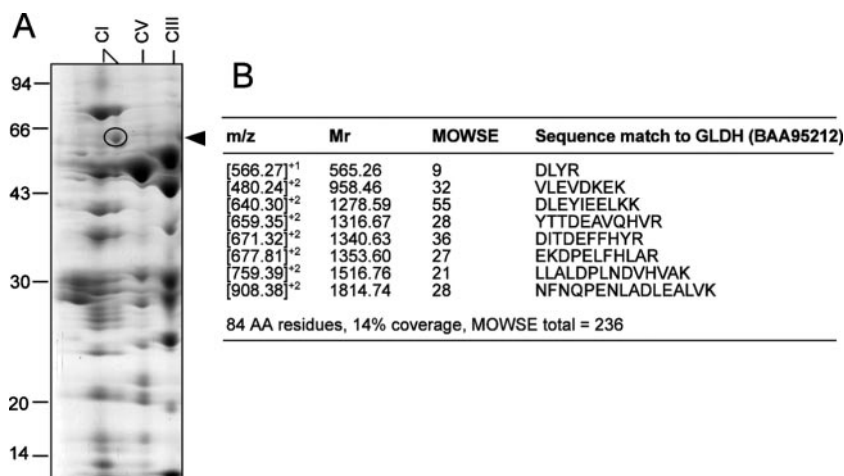 A
CI
CV
CIII
94
66
43
30
20
14
B
m/z Mr MOWSE Sequence match to GLDH (BAA95212)
[566.27]+1 565.26 9 DLYR
[480.24]+2 958.46 32 VLEVDKEK
[640.30]+2 1278.59 55 DLEYIEELKK
[659.35]+2 1316.67 28 YTTDEAVQHVR
[671.32]+2 1340.63 36 DITDEFFHYR
[677.81]+2 1353.60 27 EKDPELFHLAR
[759.39]+2 1516.76 21 LLALDPLNDVHVAK
[908.38]+2 1814.74 28 NFNQPENLADLEALVK
84 AA residues, 14% coverage, MOWSE total = 236